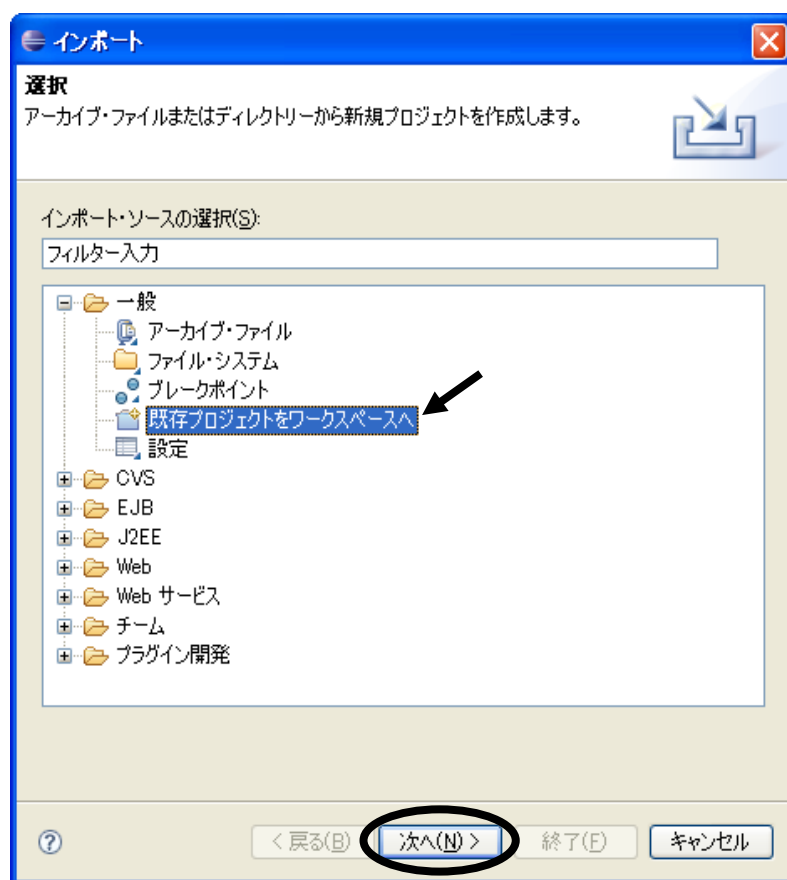 インポート
選択
アーカイブ・ファイルまたはディレクトリーから新規プロジェクトを作成します。
インポート・ソースの選択(S):
フィルター入力
一般
アーカイブ・ファイル
ファイル・システム
ブレークポイント
既存プロジェクトをワークスペースへ
設定
CVS
EJB
J2EE
Web
Web サービス
チーム
プラグイン開発
? < 戻る(B) 次へ(N) > 終了(F) キャンセル